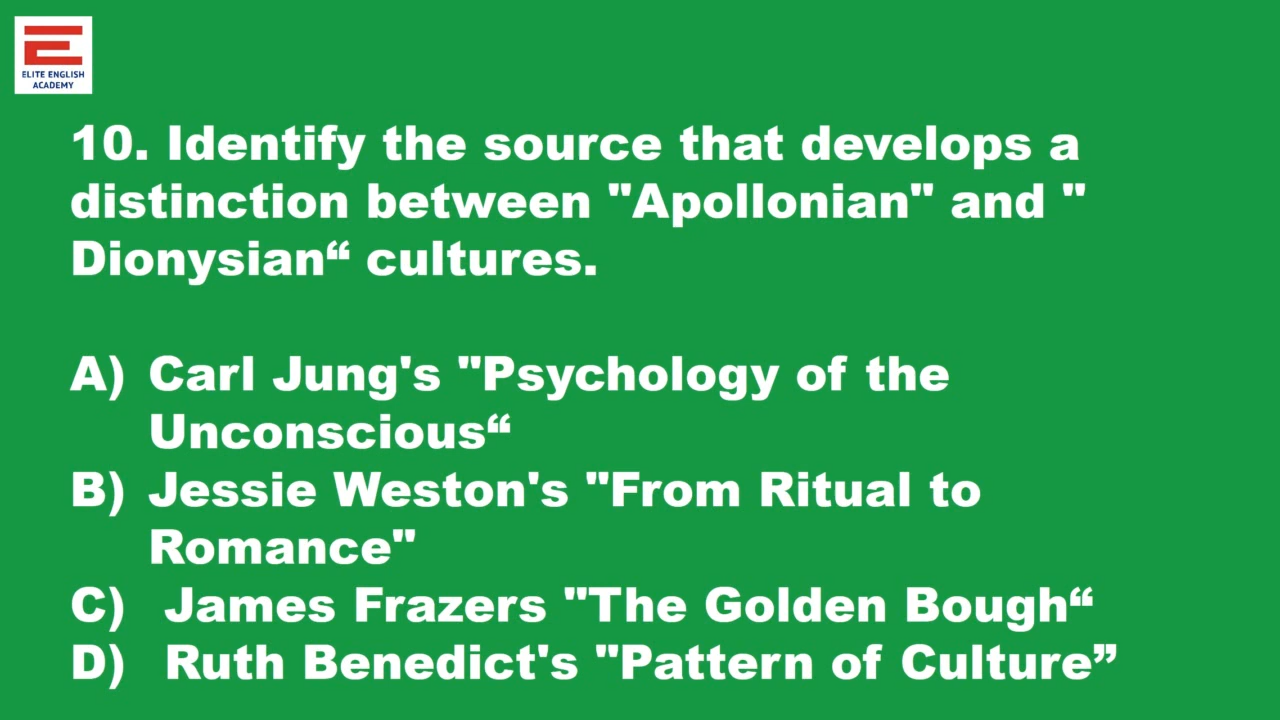 ELITE ENGLISH
ACADEMY
10. Identify the source that develops a
distinction between "Apollonian" and "
Dionysian“ cultures.
A) Carl Jung's "Psychology of the
Unconscious“
B) Jessie Weston's "From Ritual to
Romance"
C) James Frazers "The Golden Bough“
D) Ruth Benedict's "Pattern of Culture”